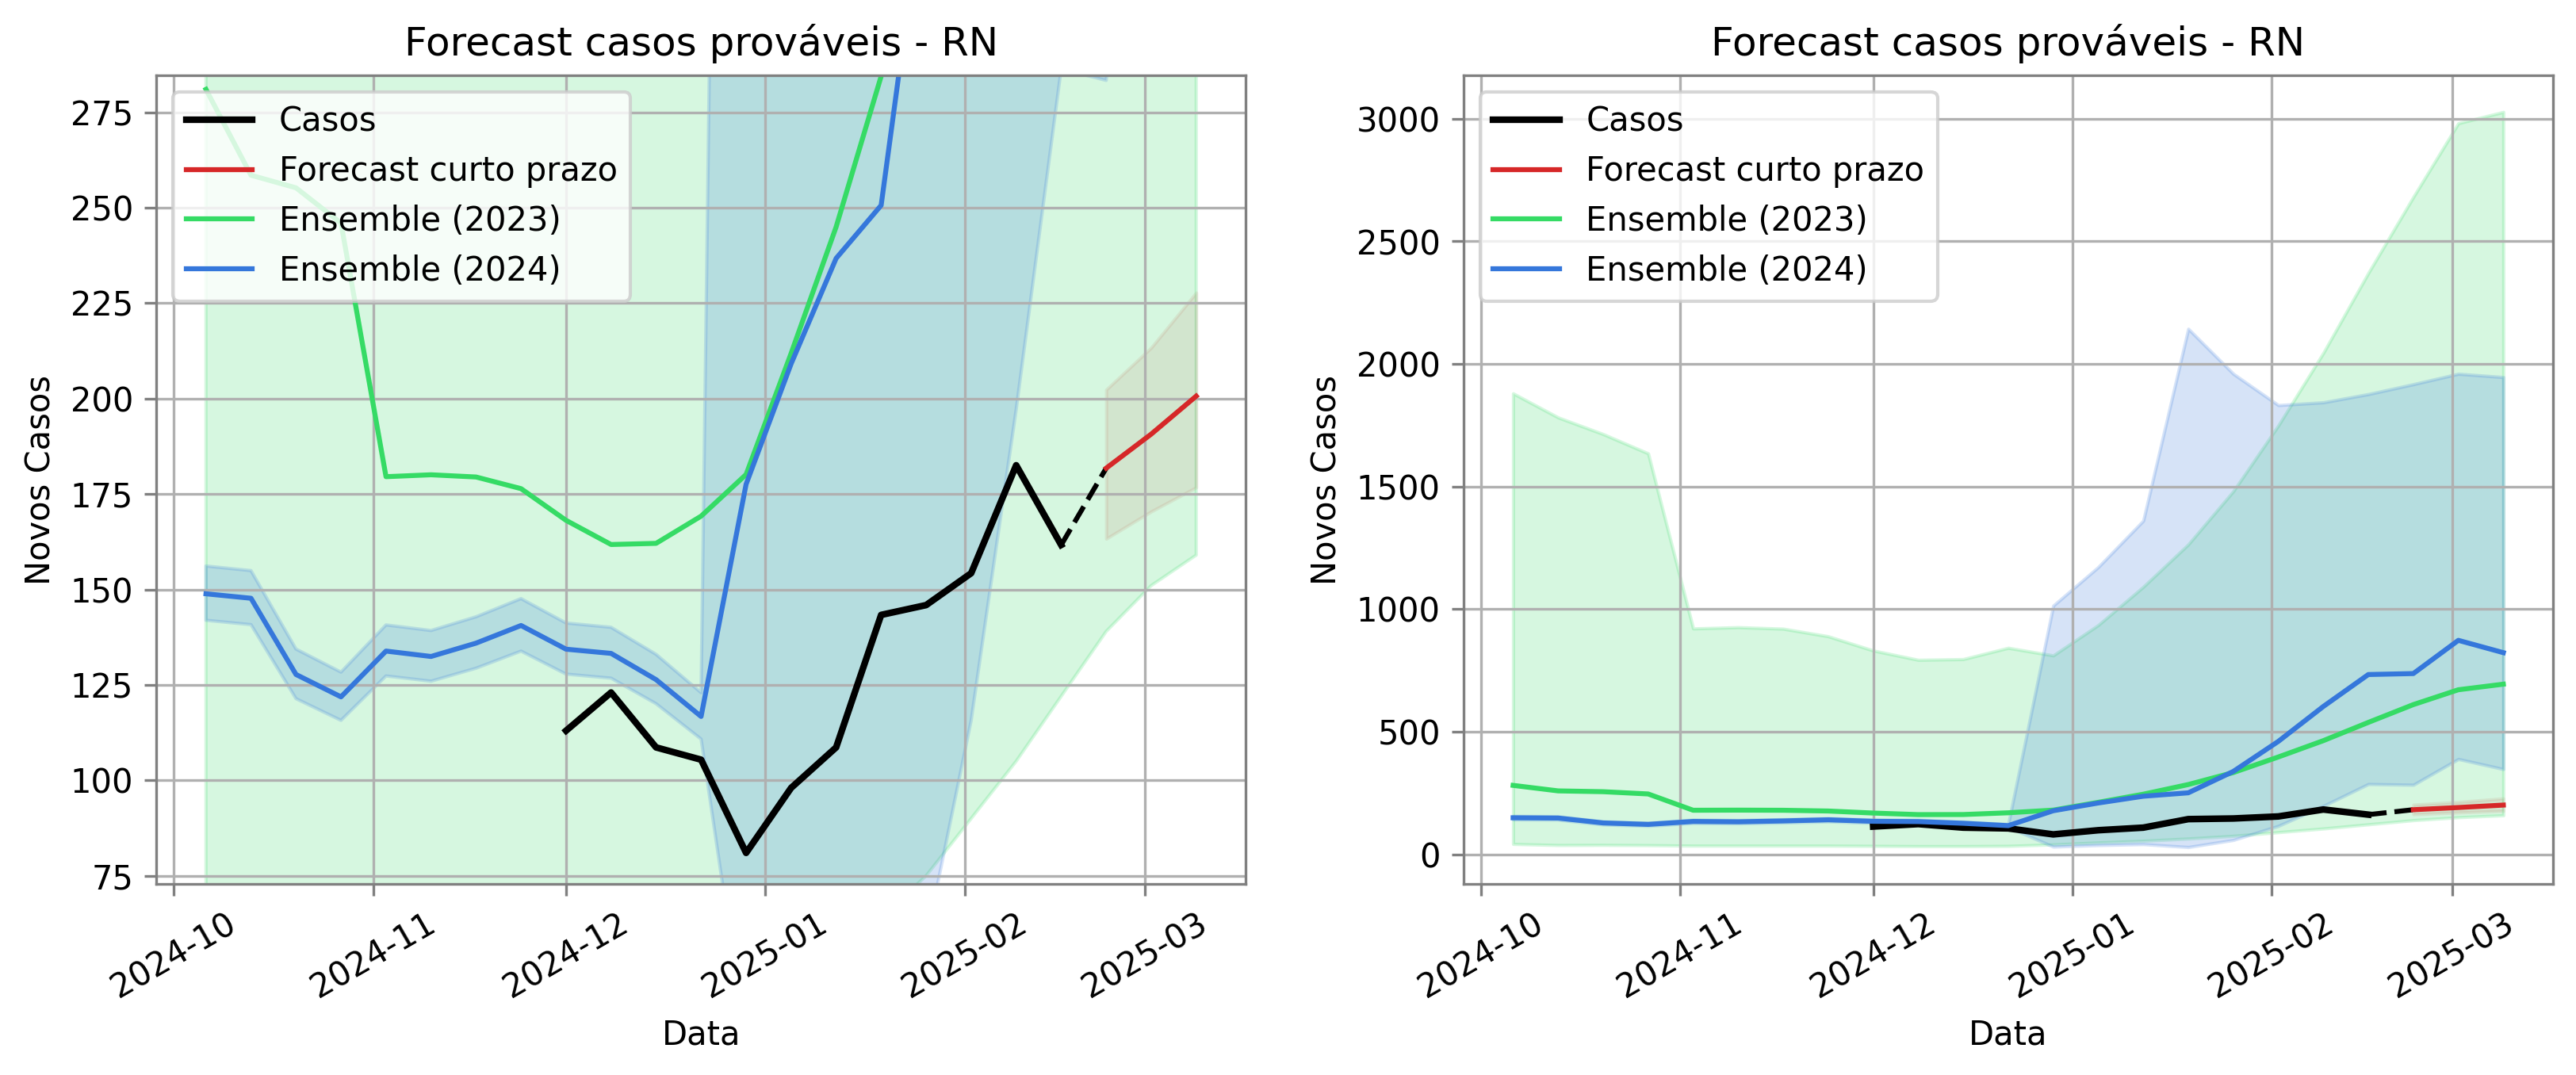 Forecast casos prováveis - RN
Casos
Forecast curto prazo
Ensemble (2023)
Ensemble (2024)
Novos Casos
275
250
225
200
175
150
125
100
75
2024-10
2024-11
2024-12
2025-01
2025-02
2025-03
Data
Forecast casos prováveis - RN
Casos
Forecast curto prazo
Ensemble (2023)
Ensemble (2024)
Novos Casos
3000
2500
2000
1500
1000
500
0
2024-10
2024-11
2024-12
2025-01
2025-02
2025-03
Data